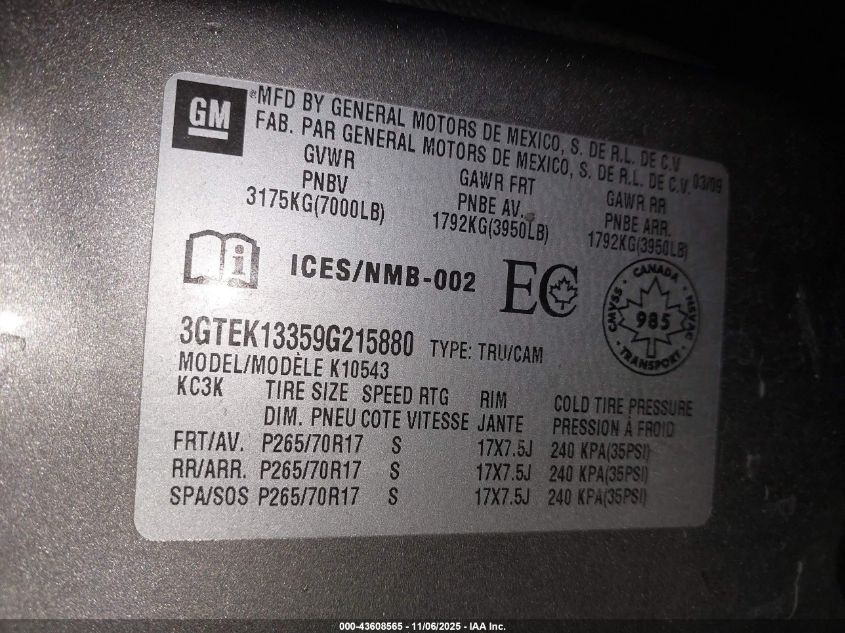 GM
MFD BY GENERAL MOTORS DE MEXICO, S. DE R.L. DE C.V
FAB. PAR GENERAL MOTORS DE MEXICO, S. DE R.L. DE C.V. 03/09
GVWR GAWR FRT GAWR RR
PNBV PNBE AV. PNBE ARR.
3175KG(7000LB) 1792KG(3950LB) 1792KG(3950LB)
i ICES/NMB-002 EC
CANADA
CMVSS 985 NSVAC
TRANSPORT
3GTEK13359G215880 TYPE: TRU/CAM
MODEL/MODÈLE K10543
KC3K TIRE SIZE SPEED RTG RIM COLD TIRE PRESSURE
DIM. PNEU COTE VITESSE JANTE PRESSION À FROID
FRT/AV. P265/70R17 S 17X7.5J 240 KPA(35PSI)
RR/ARR. P265/70R17 S 17X7.5J 240 KPA(35PSI)
SPA/SOS P265/70R17 S 17X7.5J 240 KPA(35PSI)
000-43608565 - 11/06/2025 - IAA Inc.